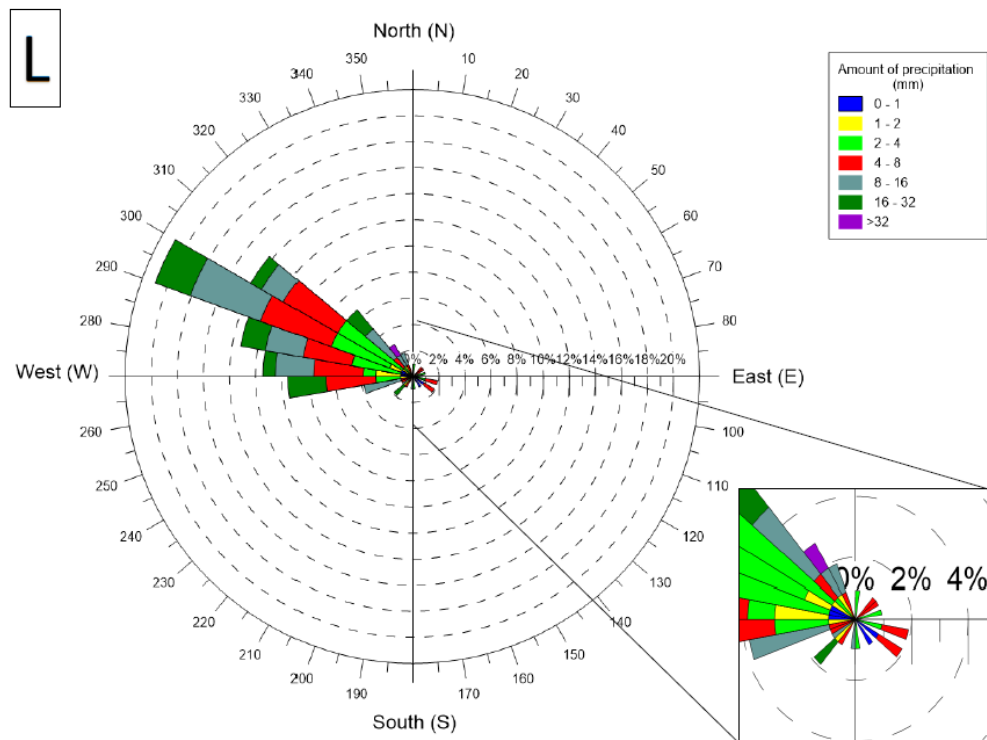 L
North (N)
350
10
340
20
330
30
320
40
310
50
300
60
290
70
280
80
West (W)
East (E)
260
100
250
110
240
120
230
130
220
140
200
150
190
160
170
South (S)
0% 2% 4% 6% 8% 10% 12% 14% 16% 18% 20%
Amount of precipitation
(mm)
0 - 1
1 - 2
2 - 4
4 - 8
8 - 16
16 - 32
>32
0% 2% 4%